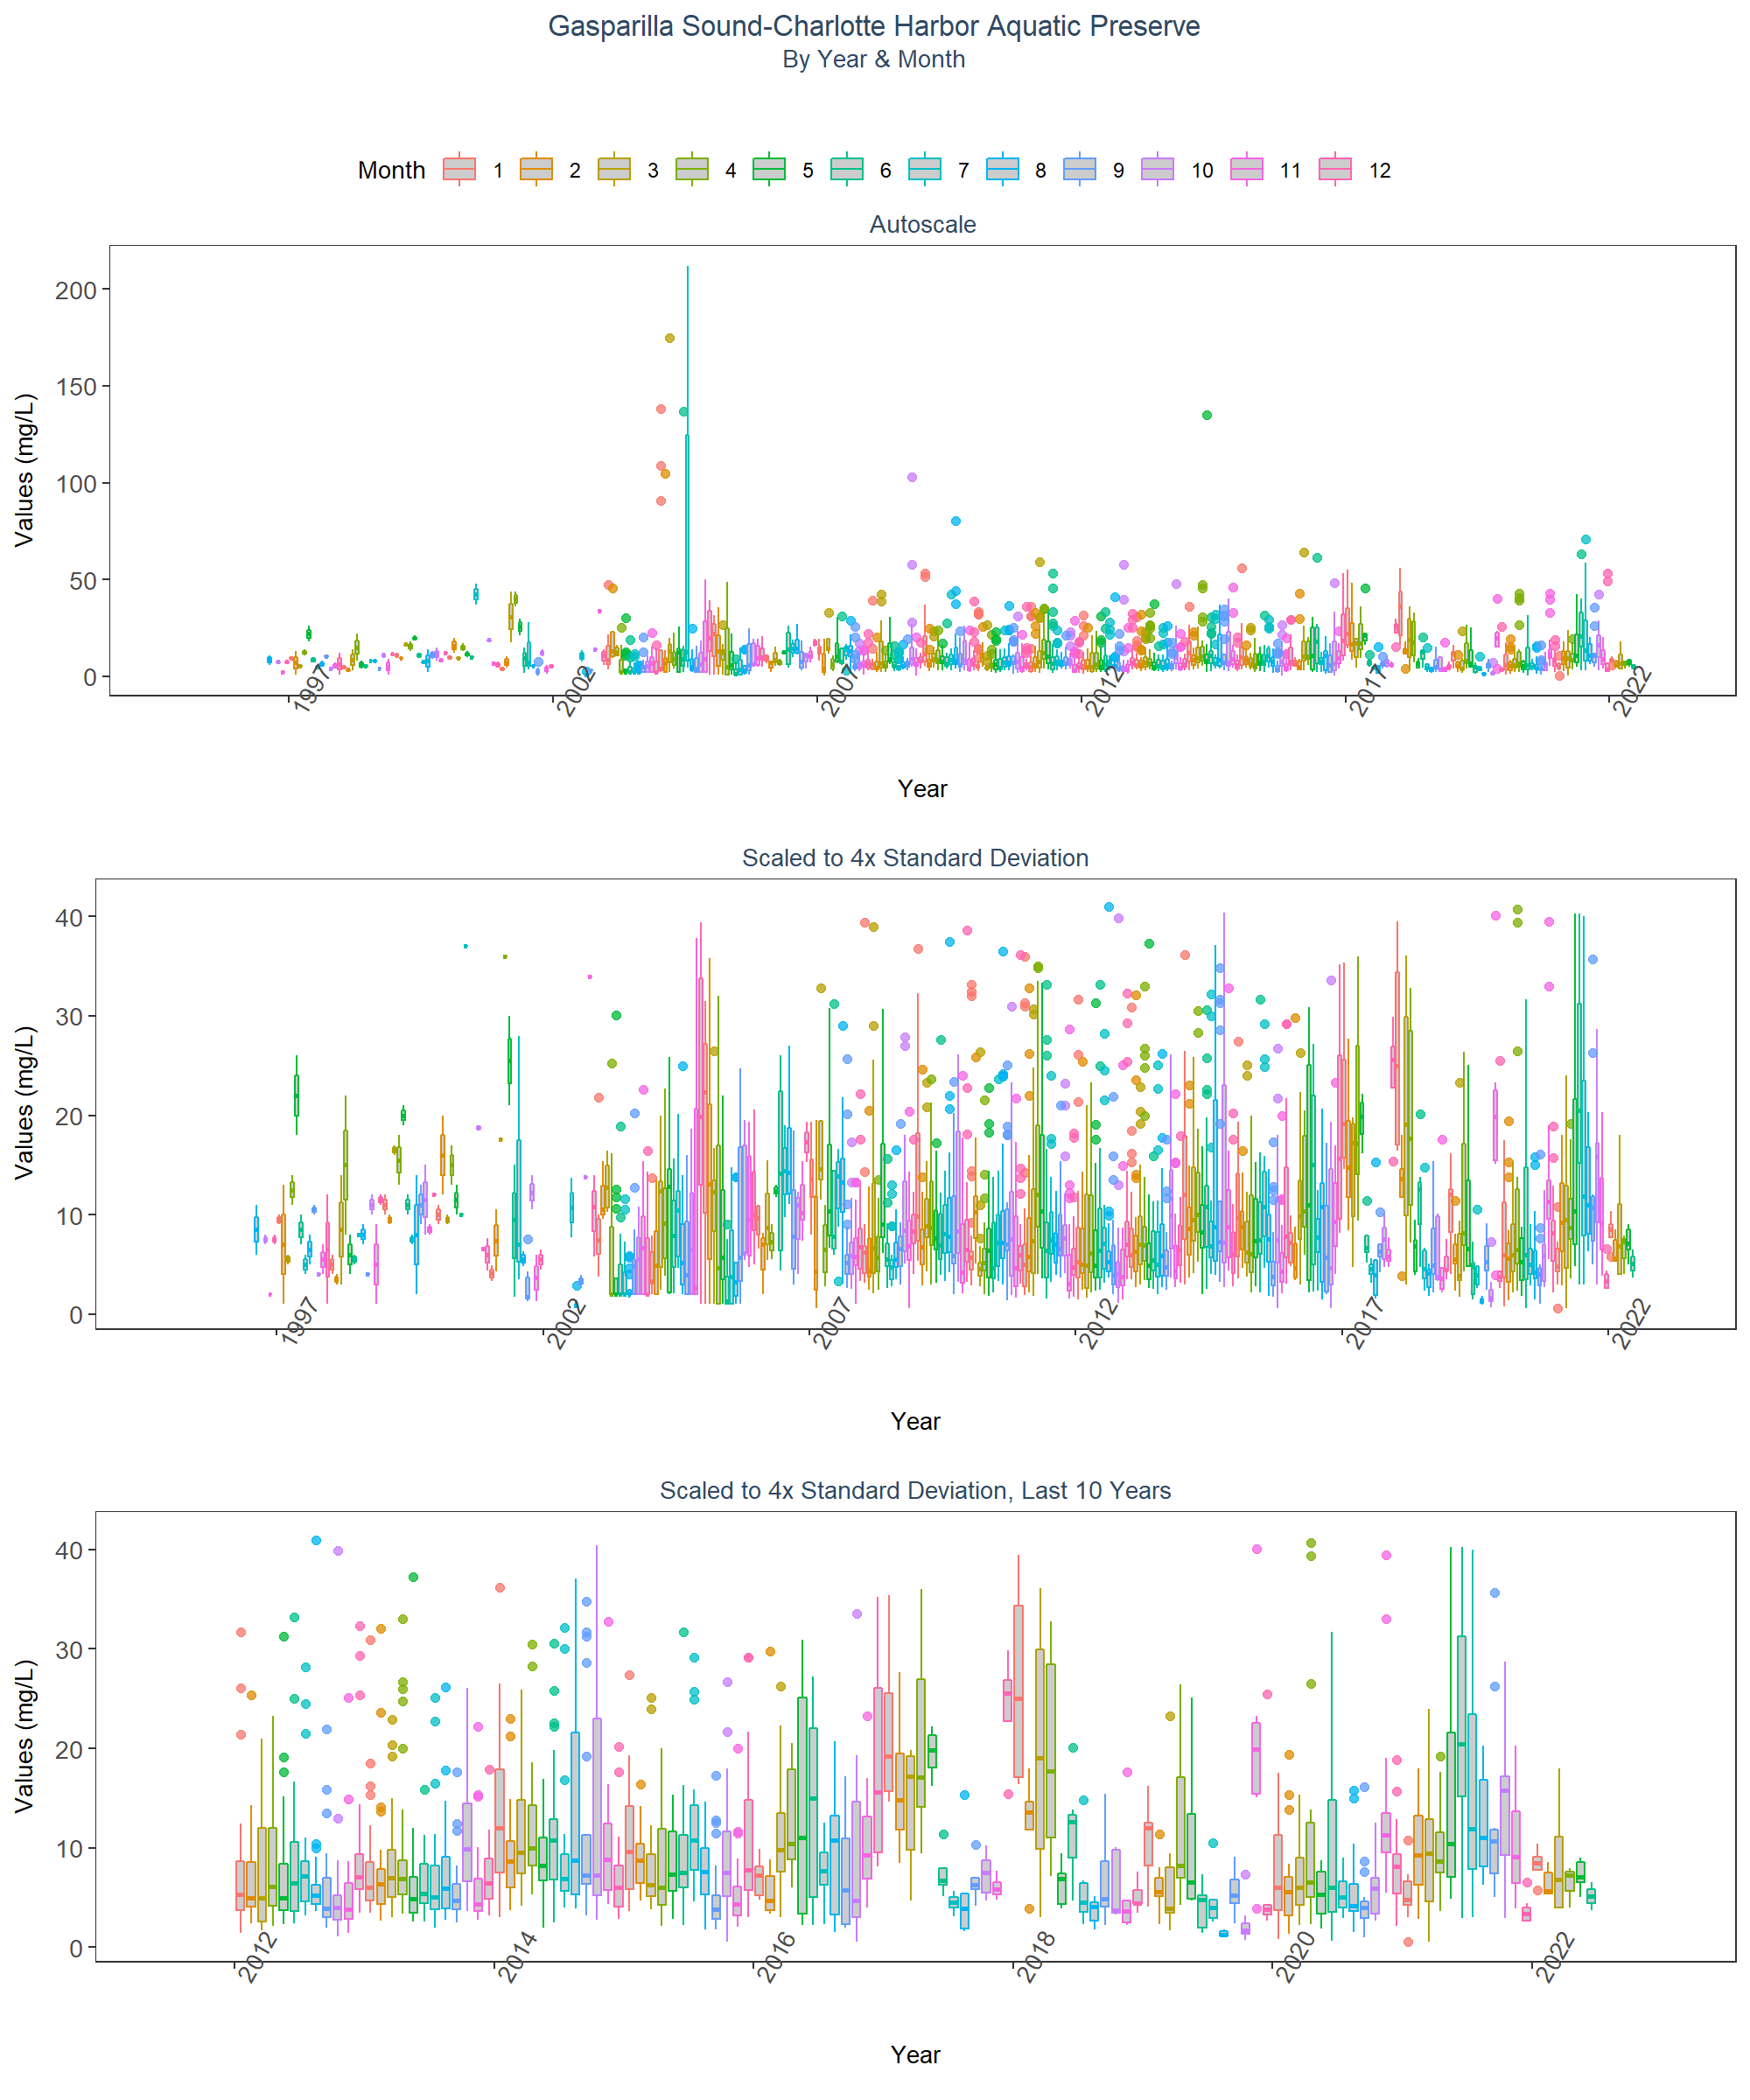 Gasparilla Sound-Charlotte Harbor Aquatic Preserve
By Year & Month
Month 1 2 3 4 5 6 7 8 9 10 11 12
Autoscale
Values (mg/L)
200
150
100
50
0
1997 2002 2007 2012 2017 2022
Year
Scaled to 4x Standard Deviation
Values (mg/L)
40
30
20
10
0
1997 2002 2007 2012 2017 2022
Year
Scaled to 4x Standard Deviation, Last 10 Years
Values (mg/L)
40
30
20
10
0
2012 2014 2016 2018 2020 2022
Year